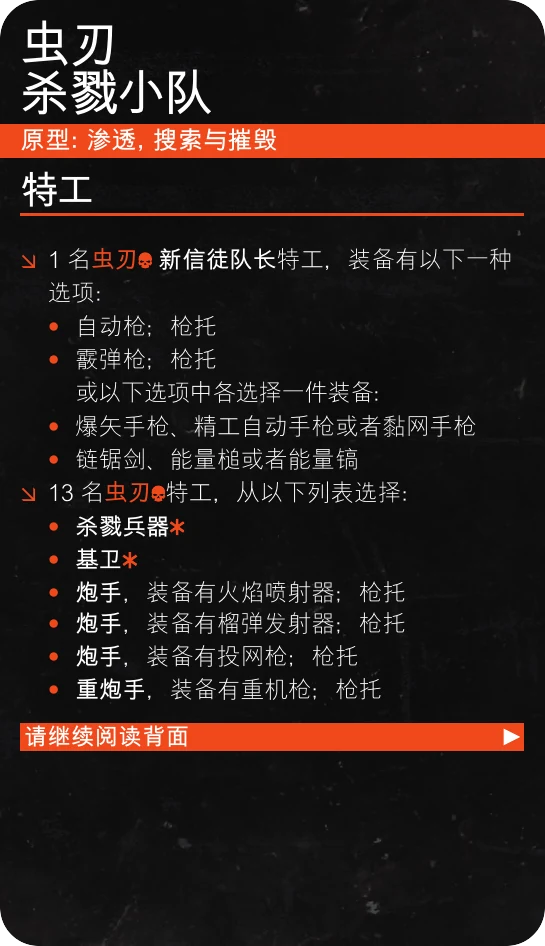 虫刃
杀戮小队
原型: 渗透, 搜索与摧毁
特工
↘ 1 名虫刃💀 新信徒队长特工, 装备有以下一种
选项:
• 自动枪; 枪托
• 霰弹枪; 枪托
或以下选项中各选择一件装备:
• 爆矢手枪、精工自动手枪或者黏网手枪
• 链锯剑、能量槌或者能量镐
↘ 13 名虫刃💀特工, 从以下列表选择:
• 杀戮兵器*
• 基卫*
• 炮手, 装备有火焰喷射器; 枪托
• 炮手, 装备有榴弹发射器; 枪托
• 炮手, 装备有投网枪; 枪托
• 重炮手, 装备有重机枪; 枪托
请继续阅读背面 ▶